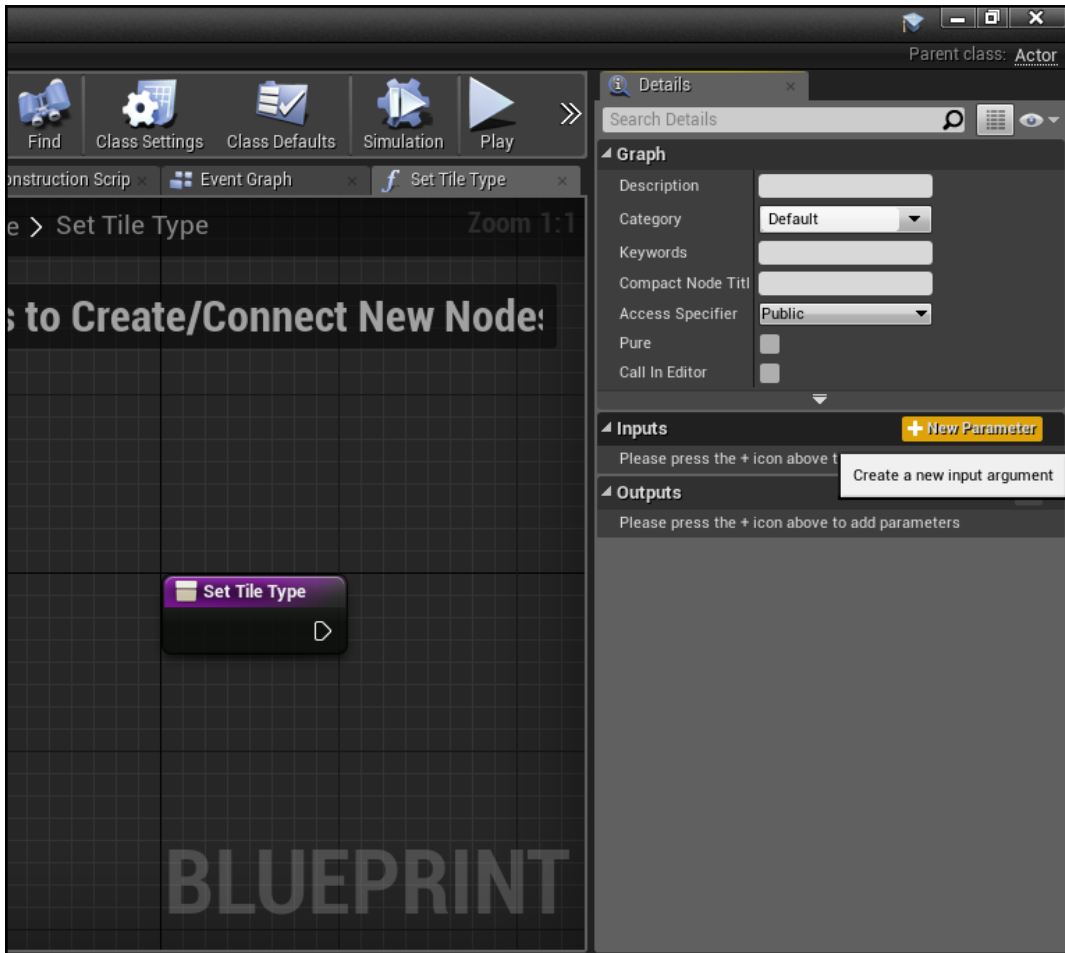 Parent class: Actor
Find
Class Settings
Class Defaults
Simulation
Play
onstruction Scrip
Event Graph
f Set Tile Type
e > Set Tile Type
Zoom 1:1
s to Create/Connect New Nodes
BLUEPRINT
Set Tile Type
Details
Search Details
Graph
Description
Category Default
Keywords
Compact Node Titl
Access Specifier Public
Pure
Call In Editor
Inputs + New Parameter
Please press the + icon above t
Create a new input argument
Outputs
Please press the + icon above to add parameters